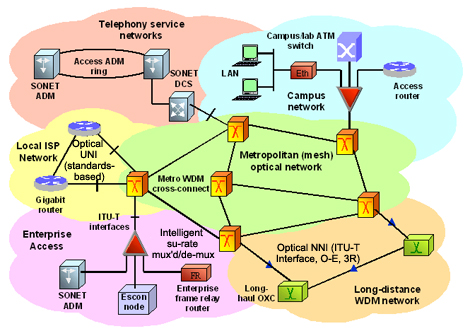 Telephony service
networks
Campus/lab ATM
switch
Access ADM
ring
SONET
ADM
SONET
DCS
LAN
Eth
Campus
network
Access
router
Local ISP
Network
Optical
UNI
(standards-
based)
Metro WDM
cross-connect
Metropolitan (mesh)
optical network
Gigabit
router
ITU-T
interfaces
Enterprise
Access
Intelligent
su-rate
mux'd/de-mux
Optical NNI (ITU-T
Interface, O-E, 3R)
FR
SONET
ADM
Escon
node
Enterprise
frame relay
router
Long-
haul OXC
Long-distance
WDM network